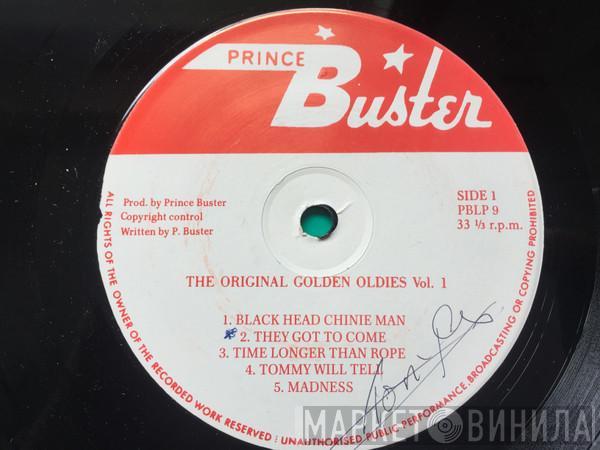 PRINCE
Buster
Prod. by Prince Buster
Copyright control
Written by P. Buster
SIDE 1
PBLP 9
33 ⅓ r.p.m.
THE ORIGINAL GOLDEN OLDIES Vol. 1
1. BLACK HEAD CHINIE MAN
2. THEY GOT TO COME
3. TIME LONGER THAN ROPE
4. TOMMY WILL TELL
5. MADNESS
ALL RIGHTS OF THE OWNER OF THE RECORDED WORK RESERVED : UNAUTHORISED PUBLIC PERFORMANCE BROADCASTING OR COPYING PROHIBITED
МАРКЕТ ВИНИЛА